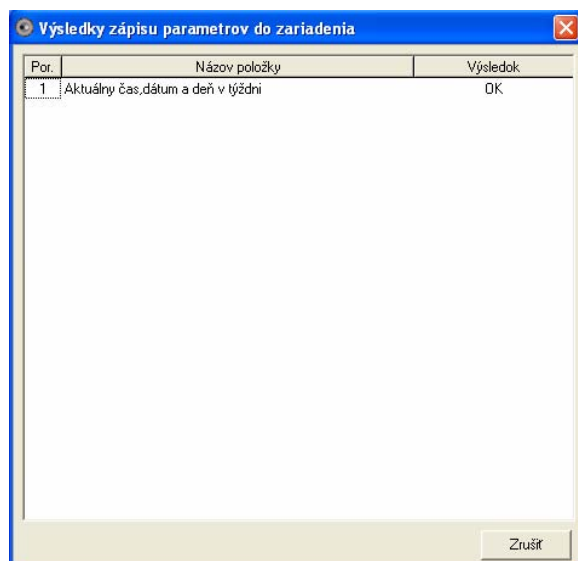 Výsledky zápisu parametrov do zariadenia
Por. Názov položky Výsledok
1 Aktuálny čas,dátum a deň v týždni OK
Zrušiť